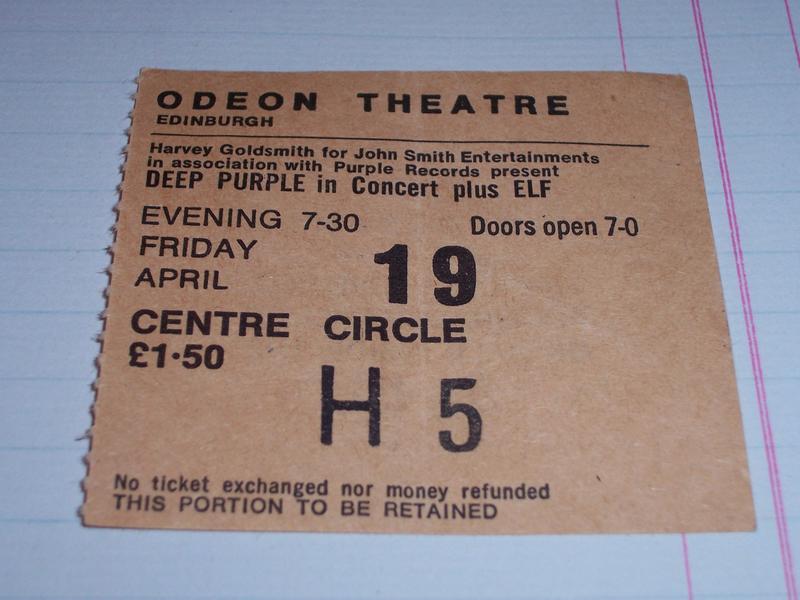 ODEON THEATRE
EDINBURGH
Harvey Goldsmith for John Smith Entertainments
in association with Purple Records present
DEEP PURPLE in Concert plus ELF
EVENING 7-30 Doors open 7-0
FRIDAY
APRIL 19
CENTRE CIRCLE
£1·50
H 5
No ticket exchanged nor money refunded
THIS PORTION TO BE RETAINED